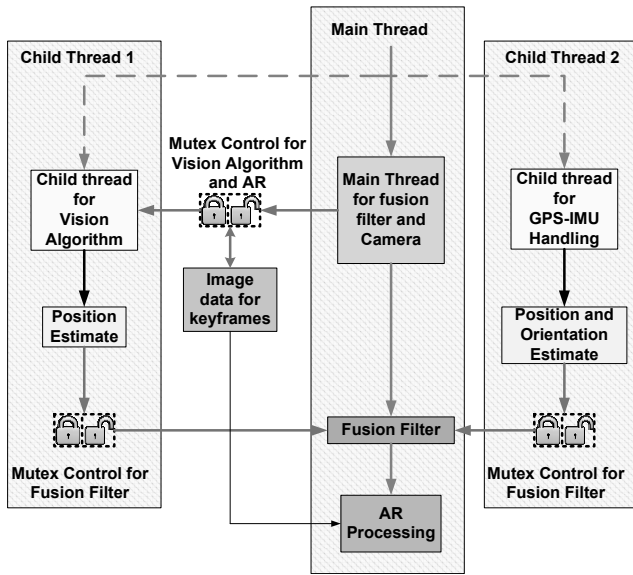 Main Thread
Child Thread 1
Child Thread 2
Mutex Control for
Vision Algorithm
and AR
Child thread
for
Vision
Algorithm
Main Thread
for fusion
filter and
Camera
Child thread
for
GPS-IMU
Handling
Image
data for
keyframes
Position
Estimate
Position and
Orientation
Estimate
Fusion Filter
Mutex Control for
Fusion Filter
Mutex Control for
Fusion Filter
AR
Processing